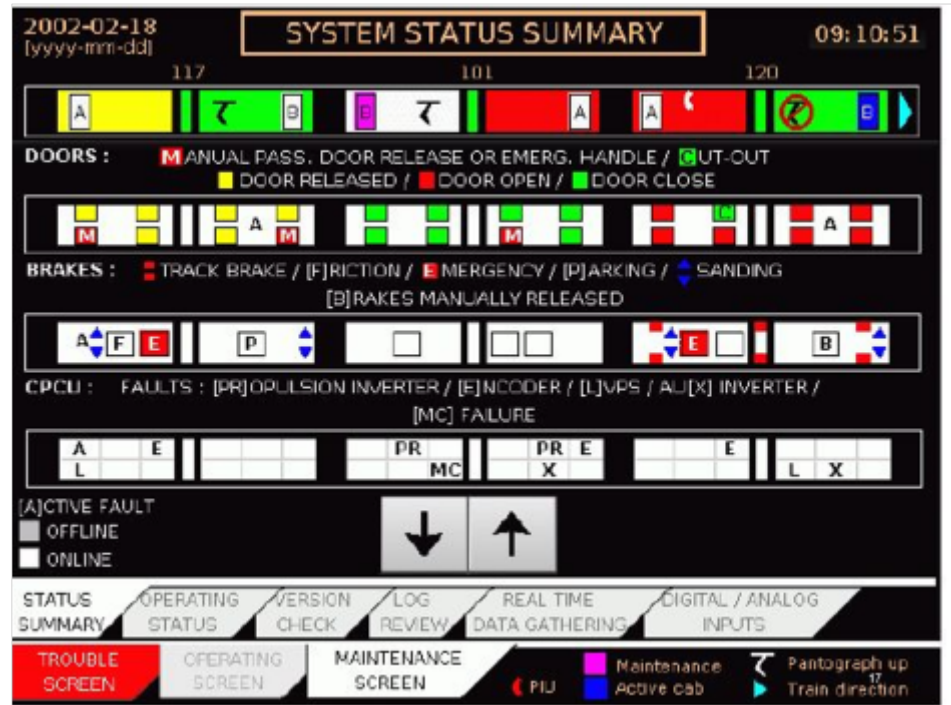 2002-02-18 SYSTEM STATUS SUMMARY 09:10:51
[yyyy-mm-dd]
117 101 120
A B B A A B
DOORS : MANUAL PASS. DOOR RELEASE OR EMERG. HANDLE / CUT-OUT
DOOR RELEASED / DOOR OPEN / DOOR CLOSE
C
A A
M M M
BRAKES : TRACK BRAKE / [F]RICTION / EMERGENCY / [P]ARKING / SANDING
[B]RAKES MANUALLY RELEASED
A F E P E B
CPCU : FAULTS : [PR]OPULSION INVERTER / [E]NCODER / [L]VPS / AU[X] INVERTER /
[MC] FAILURE
A E PR PR E E
L MC X L X
[A]CTIVE FAULT
OFFLINE
ONLINE
STATUS OPERATING VERSION LOG REAL TIME DIGITAL / ANALOG
SUMMARY STATUS CHECK REVIEW DATA GATHERING INPUTS
TROUBLE OPERATING MAINTENANCE
SCREEN SCREEN SCREEN
PIU Maintenance Pantograph up
Active cab Train direction
17